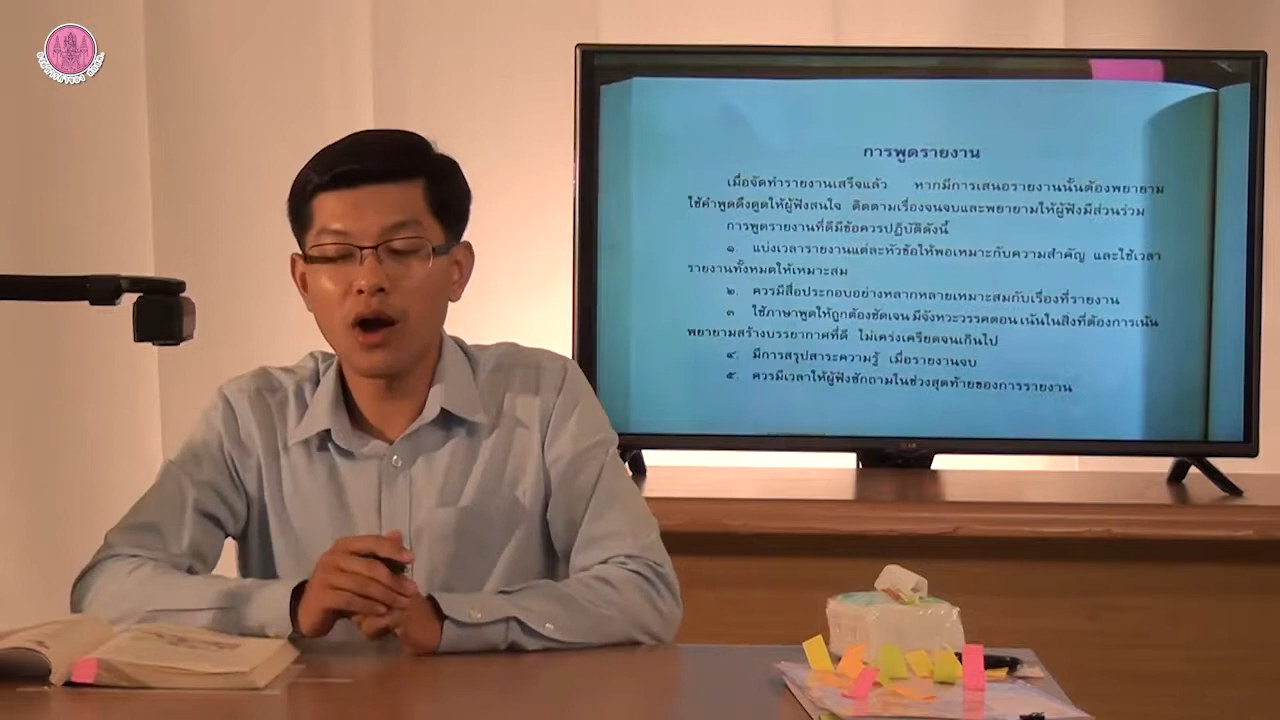 การพูดรายงาน
เมื่อจัดทำรายงานเสร็จแล้ว หากมีการเสนอรายงานนั้นต้องพยายาม
ใช้คำพูดดึงดูดให้ผู้ฟังสนใจ ติดตามเรื่องจนจบและพยายามให้ผู้ฟังมีส่วนร่วม
การพูดรายงานที่ดีมีข้อควรปฏิบัติดังนี้
๑. แบ่งเวลารายงานแต่ละหัวข้อให้พอเหมาะกับความสำคัญ และใช้เวลา
รายงานทั้งหมดให้เหมาะสม
๒. ควรมีสื่อประกอบอย่างหลากหลายเหมาะสมกับเรื่องที่รายงาน
๓ ใช้ภาษาพูดให้ถูกต้องชัดเจน มีจังหวะวรรคตอน เน้นในสิ่งที่ต้องการเน้น
พยายามสร้างบรรยากาศที่ดี ไม่เคร่งเครียดจนเกินไป
๔. มีการสรุปสาระความรู้ เมื่อรายงานจบ
๕. ควรมีเวลาให้ผู้ฟังซักถามในช่วงสุดท้ายของการรายงาน
LG